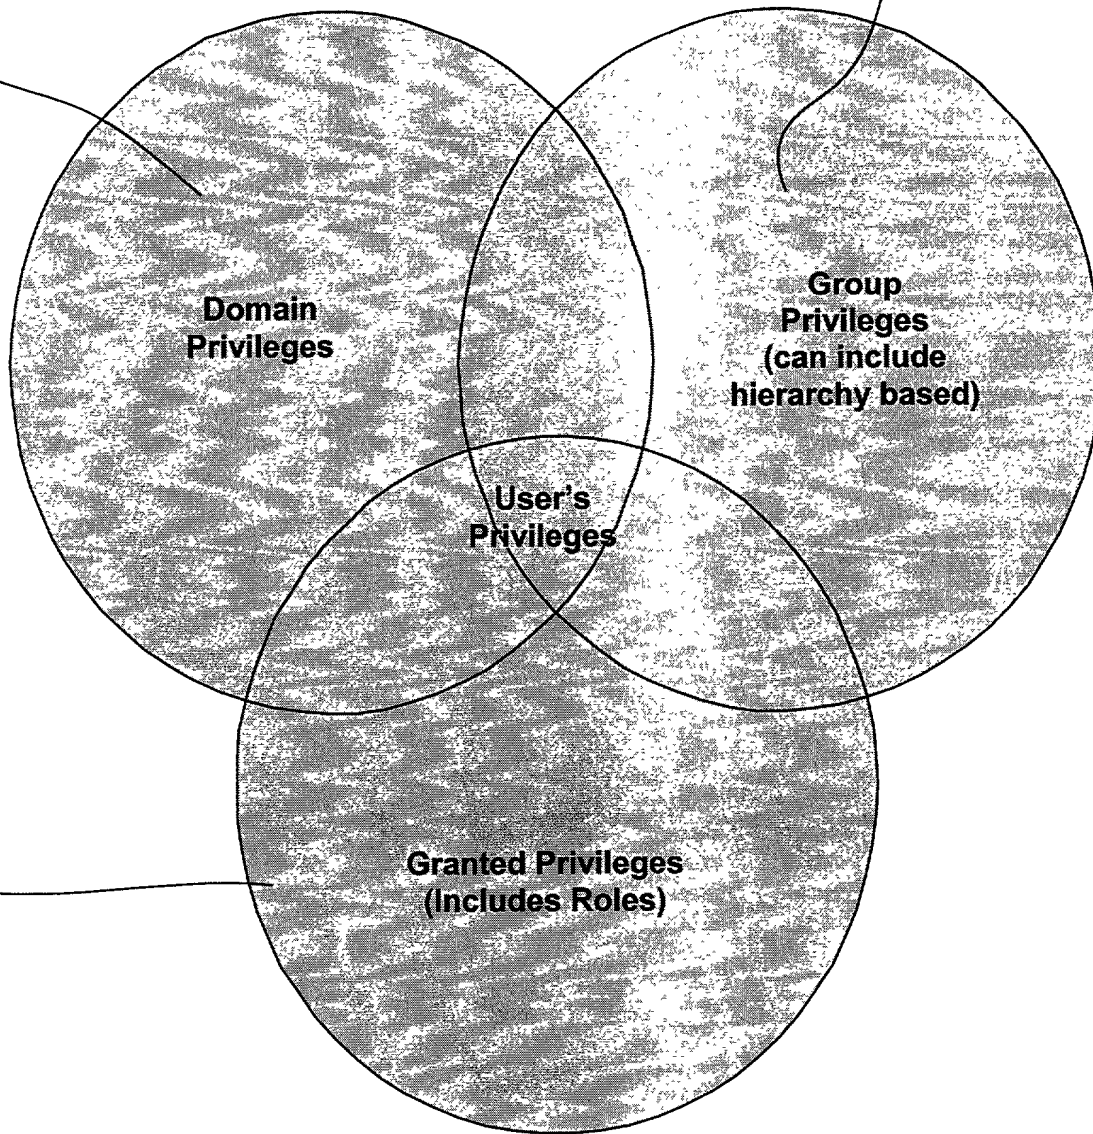 Domain
Privileges
Group
Privileges
(can include
hierarchy based)
User's
Privileges
Granted Privileges
(Includes Roles)